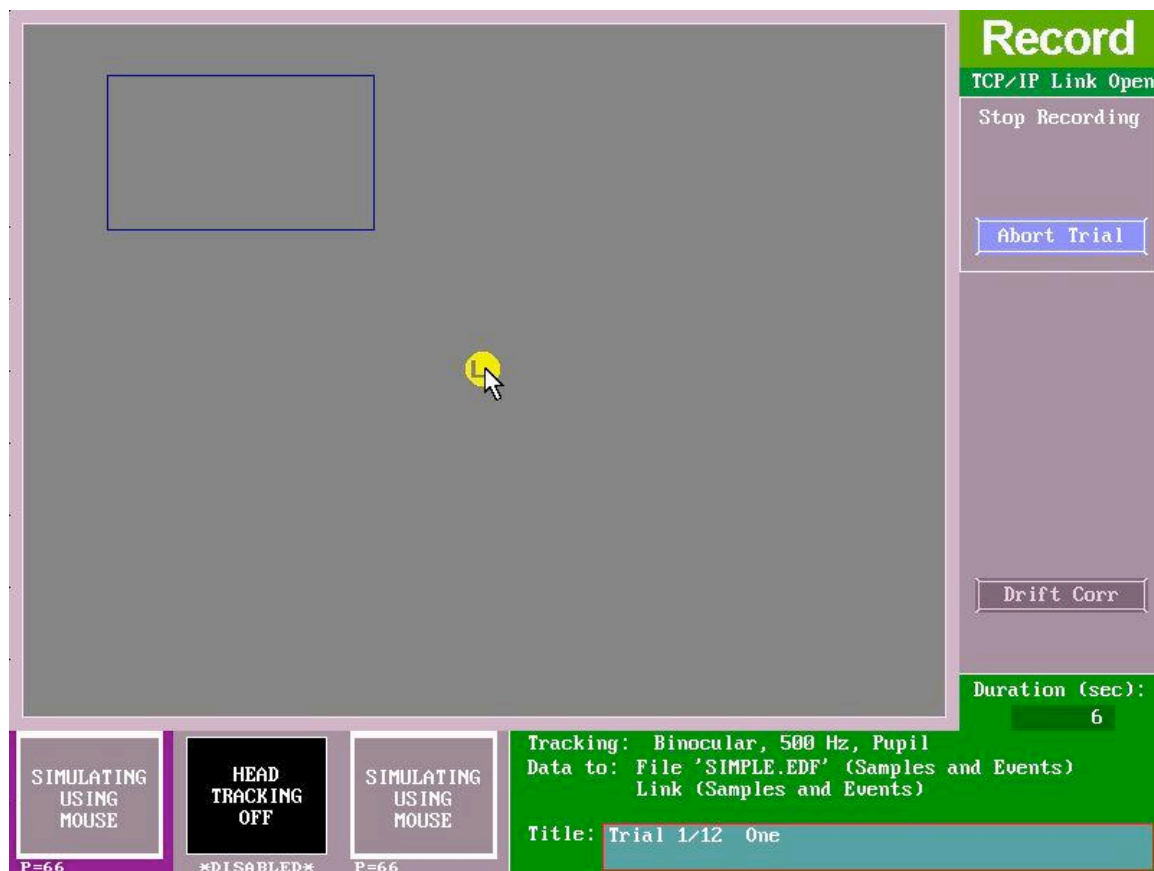 Record
TCP/IP Link Open
Stop Recording
Abort Trial
L
Drift Corr
Duration (sec):
6
SIMULATING
USING
MOUSE
P=66
HEAD
TRACKING
OFF
*DISABLED*
SIMULATING
USING
MOUSE
P=66
Tracking: Binocular, 500 Hz, Pupil
Data to: File 'SIMPLE.EDF' (Samples and Events)
Link (Samples and Events)
Title: Trial 1/12 One